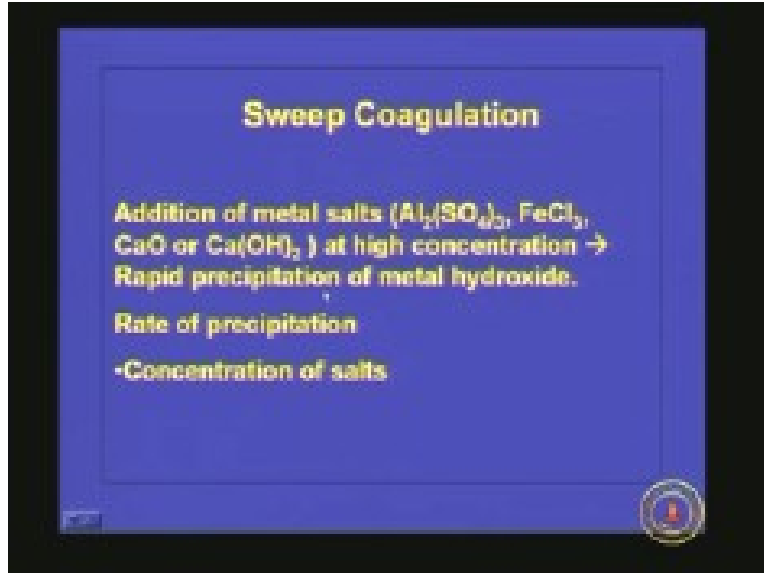 Sweep Coagulation
Addition of metal salts (Al₂(SO₄)₃, FeCl₃,
CaO or Ca(OH)₂ ) at high concentration →
Rapid precipitation of metal hydroxide.
Rate of precipitation
•Concentration of salts